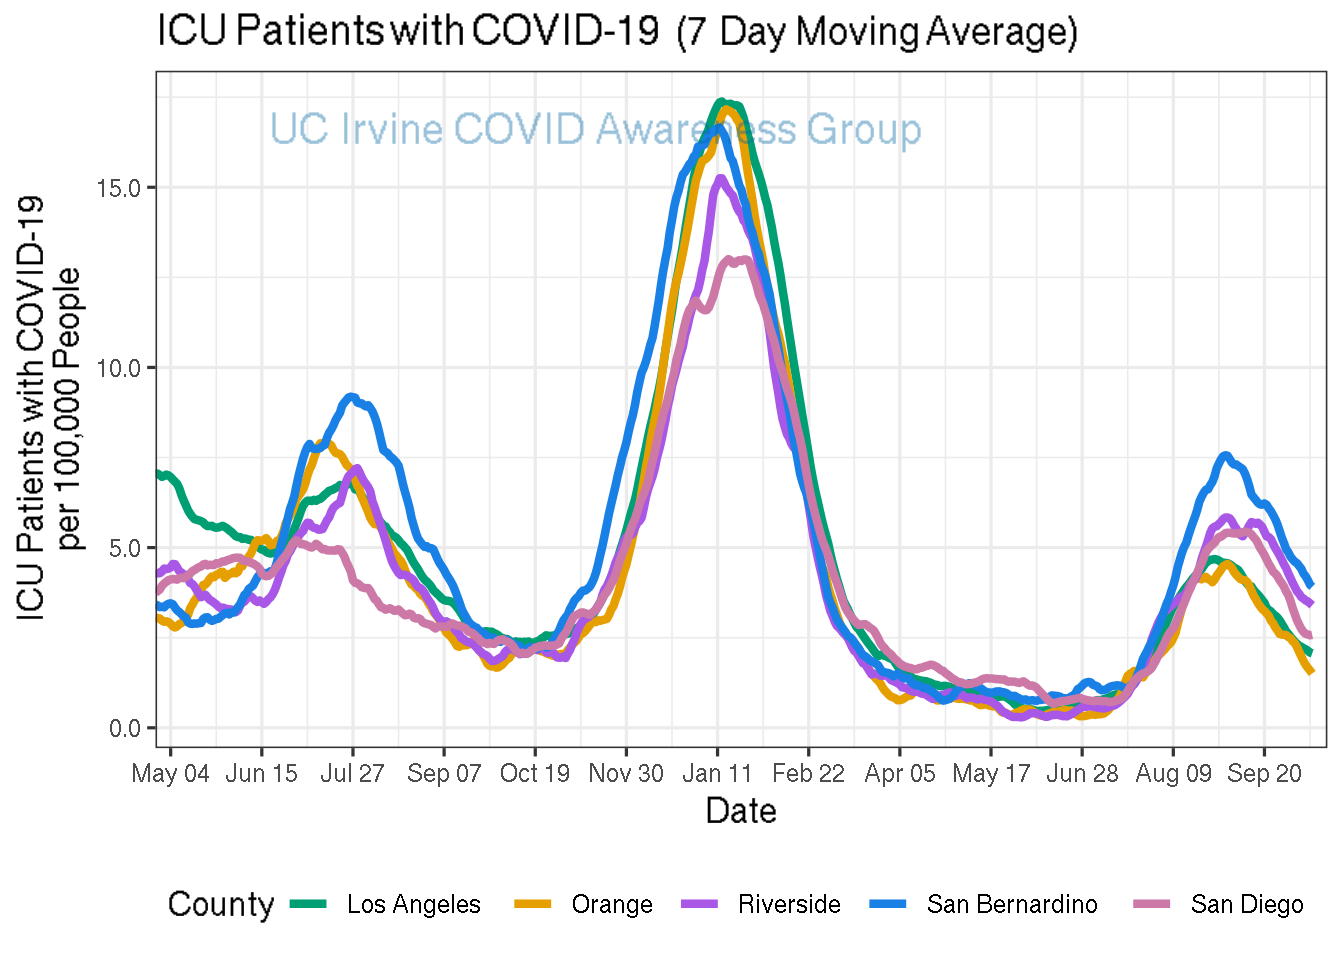 ICU Patients with COVID-19 (7 Day Moving Average)
UC Irvine COVID Awareness Group
ICU Patients with COVID-19
per 100,000 People
15.0
10.0
5.0
0.0
May 04 Jun 15 Jul 27 Sep 07 Oct 19 Nov 30 Jan 11 Feb 22 Apr 05 May 17 Jun 28 Aug 09 Sep 20
Date
County Los Angeles Orange Riverside San Bernardino San Diego